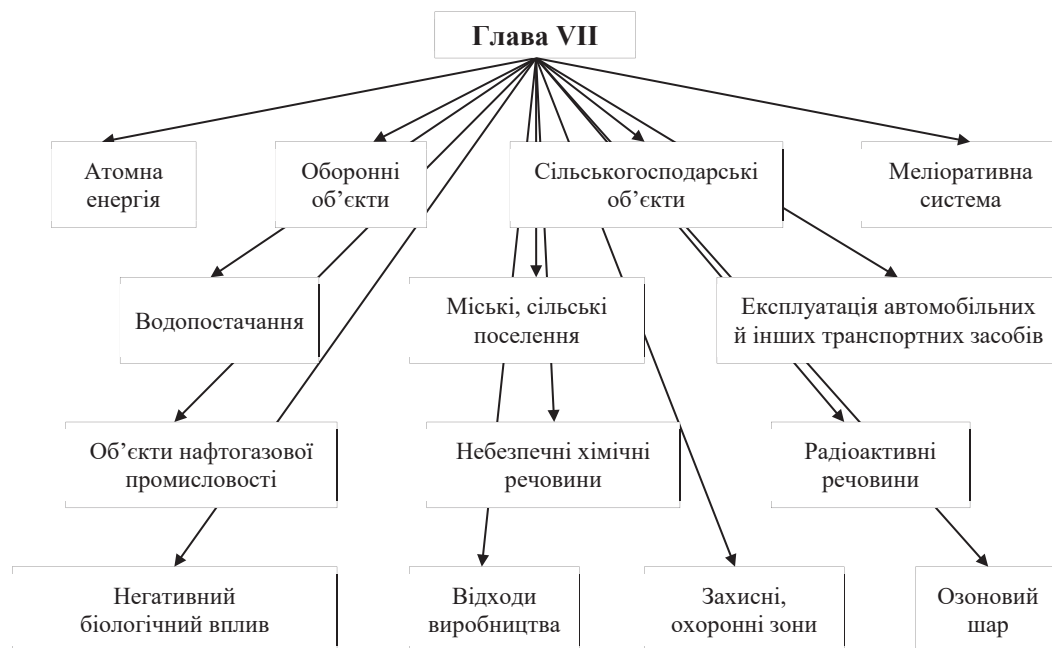 Глава VII
Атомна
енергія
Оборонні
об’єкти
Сільськогосподарські
об’єкти
Меліоративна
система
Водопостачання
Міські, сільські
поселення
Експлуатація автомобільних
й інших транспортних засобів
Об’єкти нафтогазової
промисловості
Небезпечні хімічні
речовини
Радіоактивні
речовини
Негативний
біологічний вплив
Відходи
виробництва
Захисні,
охоронні зони
Озоновий
шар